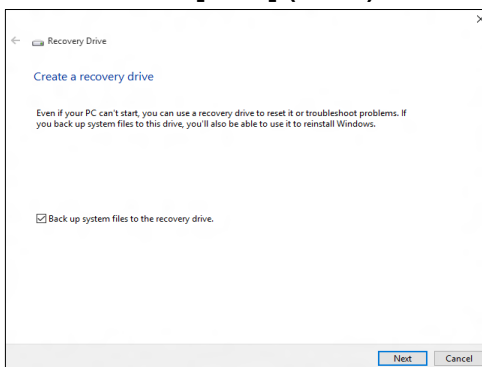 Recovery Drive
Create a recovery drive
Even if your PC can't start, you can use a recovery drive to reset it or troubleshoot problems. If
you back up system files to this drive, you'll also be able to use it to reinstall Windows.
Back up system files to the recovery drive.
Next Cancel